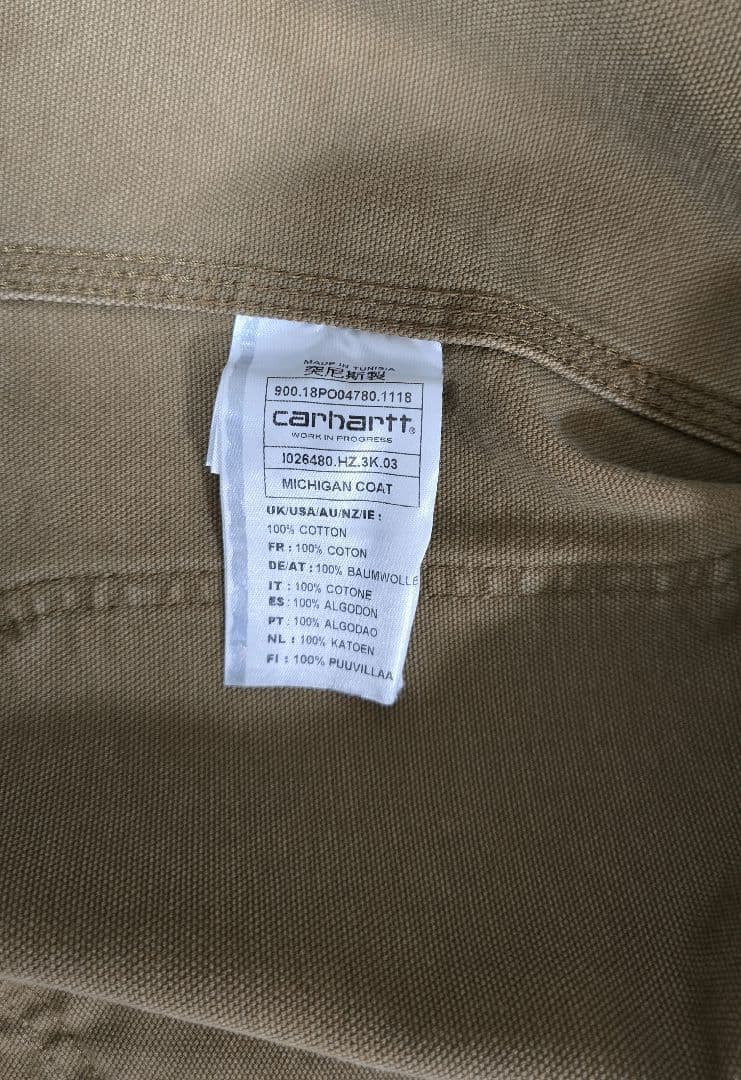 MADE IN TUNISIA
突尼斯製
900.18PO04780.1118
carhartt®
WORK IN PROGRESS
I026480.HZ.3K.03
MICHIGAN COAT
UK/USA/AU/NZ/IE :
100% COTTON
FR : 100% COTON
DE/AT : 100% BAUMWOLLE
IT : 100% COTONE
ES : 100% ALGODON
PT : 100% ALGODAO
NL : 100% KATOEN
FI : 100% PUUVILLAA